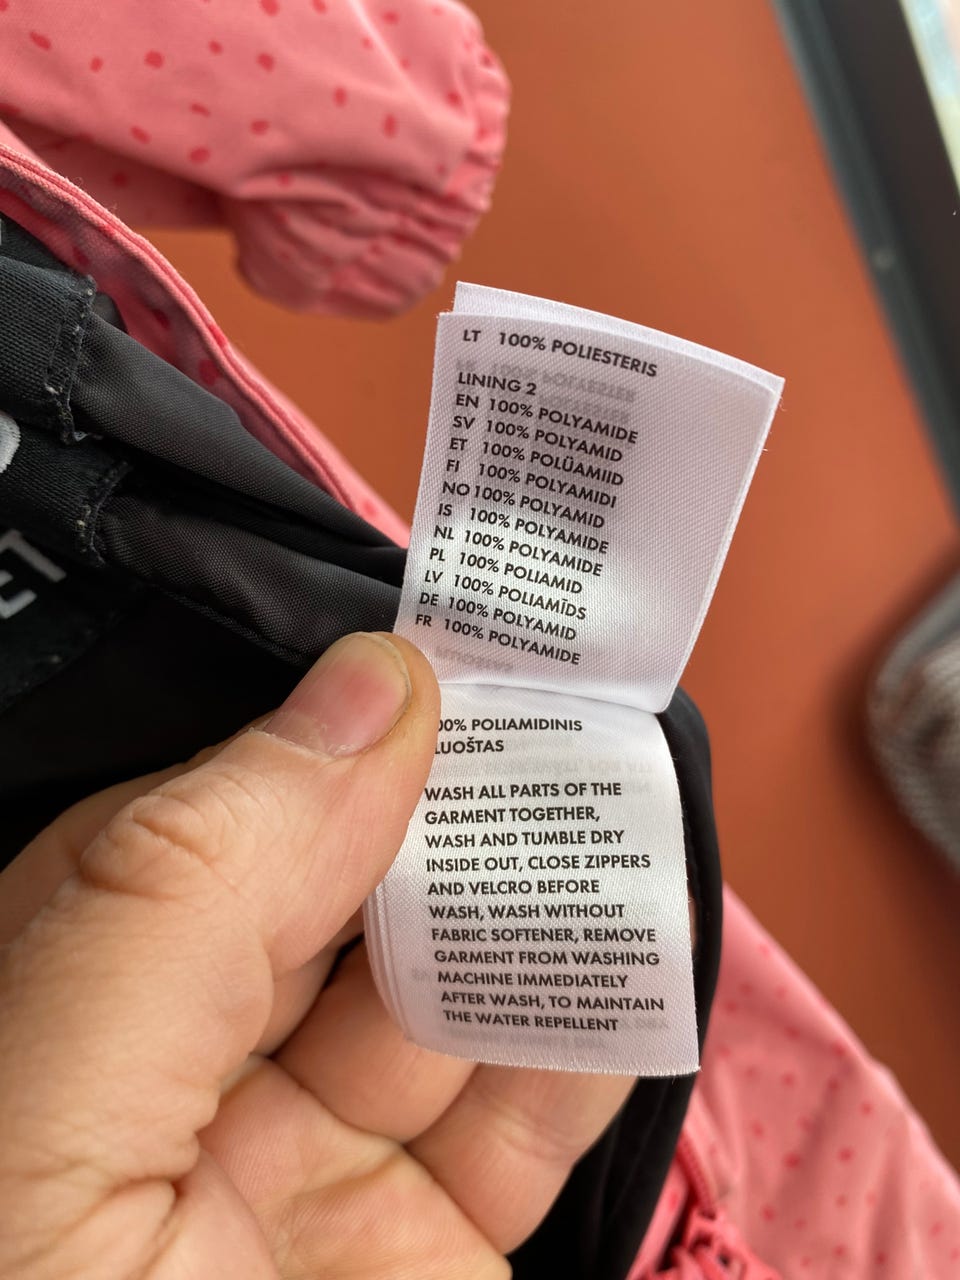 LT 100% POLIESTERIS
LINING 2
EN 100% POLYAMIDE
SV 100% POLYAMID
ET 100% POLÜAMIID
FI 100% POLYAMIDI
NO 100% POLYAMID
IS 100% POLYAMIDE
NL 100% POLYAMIDE
PL 100% POLIAMID
LV 100% POLIAMĪDS
DE 100% POLYAMID
FR 100% POLYAMIDE
00% POLIAMIDINIS
LUOŠTAS
WASH ALL PARTS OF THE
GARMENT TOGETHER,
WASH AND TUMBLE DRY
INSIDE OUT, CLOSE ZIPPERS
AND VELCRO BEFORE
WASH, WASH WITHOUT
FABRIC SOFTENER, REMOVE
GARMENT FROM WASHING
MACHINE IMMEDIATELY
AFTER WASH, TO MAINTAIN
THE WATER REPELLENT